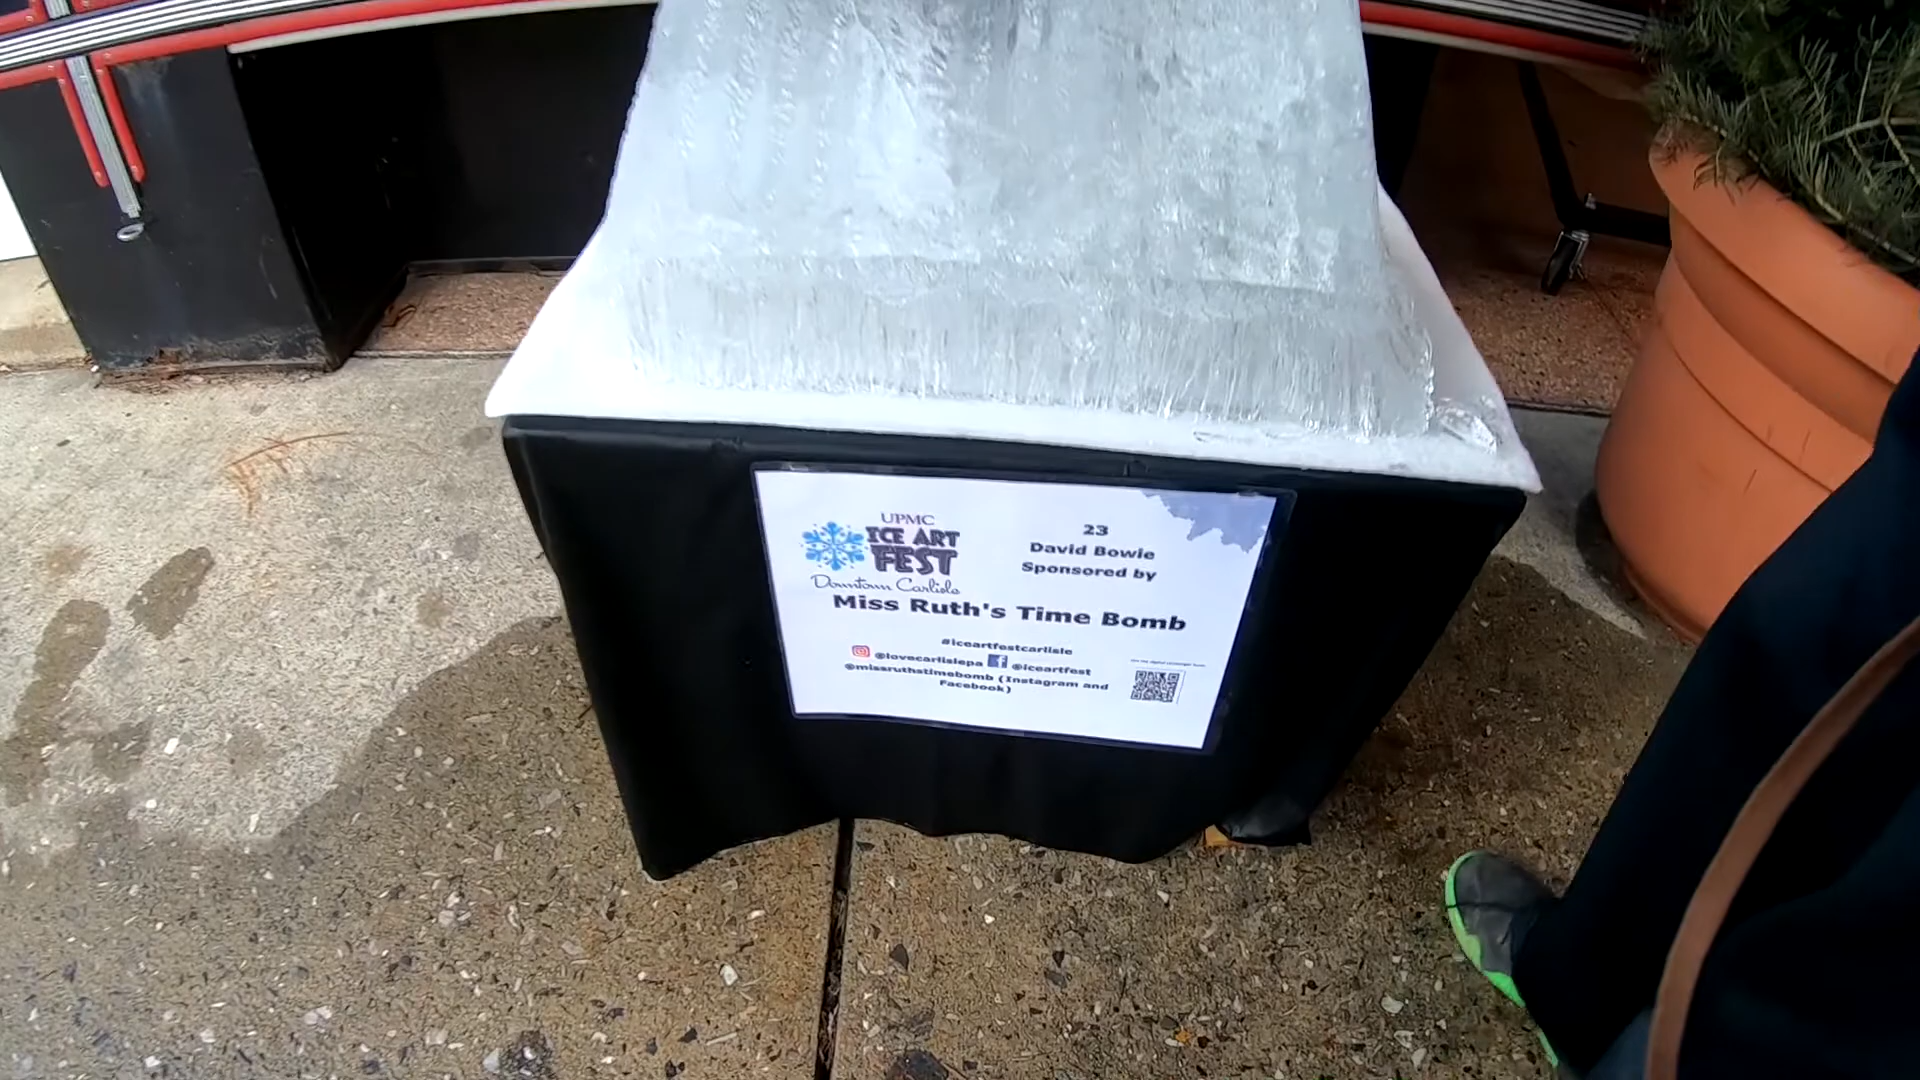 UPMC
ICE ART
FEST
Downtown Carlisle
23
David Bowie
Sponsored by
Miss Ruth's Time Bomb
#iceartfestcarlisle
@lovecarlislepa @iceartfest
@missruthstimebomb (Instagram and
Facebook)